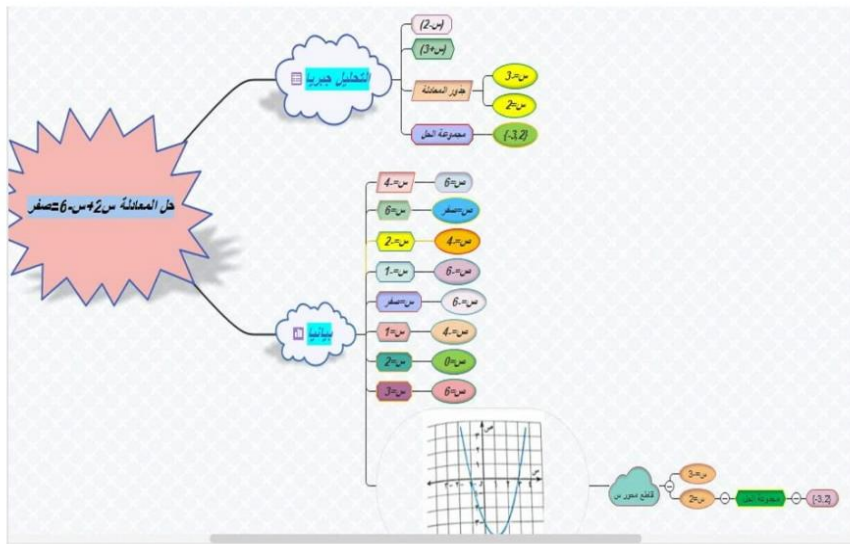 حل المعادلة س2+س-6=صفر
التحليل جبريا
(س-2)
(س+3)
جذور المعادلة
س=-3
س=2
مجموعة الحل
{-3,2}
بيانيا
س=-4
ص=6
س=6
ص=صفر
س=-2
ص=-4
س=-1
ص=-6
س=صفر
ص=-6
س=1
ص=-4
س=2
ص=0
س=3
ص=6
ص
س
قاطع محور س
س=-3
س=2
مجموعة الحل
{-3,2}